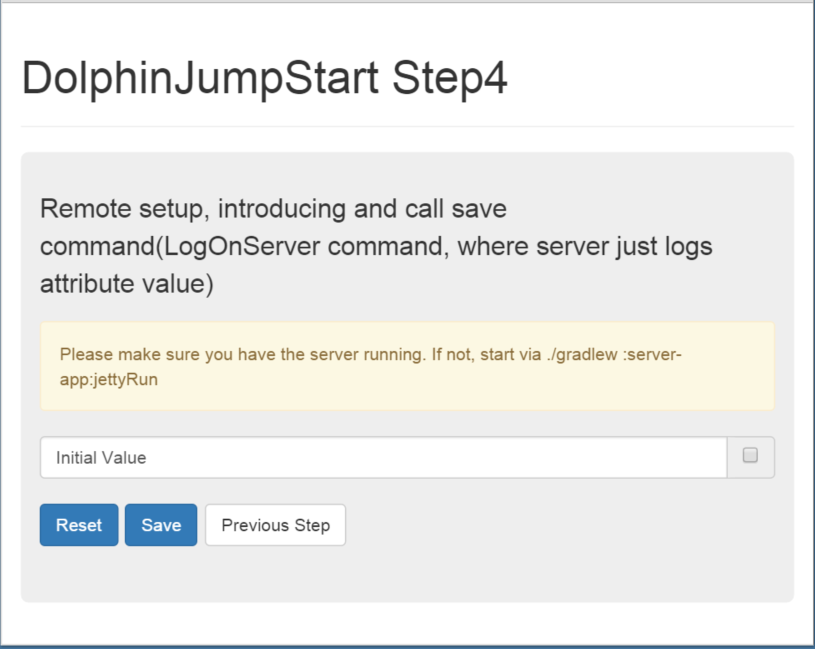 DolphinJumpStart Step4
Remote setup, introducing and call save
command(LogOnServer command, where server just logs
attribute value)
Please make sure you have the server running. If not, start via ./gradlew :server-
app:jettyRun
Initial Value
Reset Save Previous Step